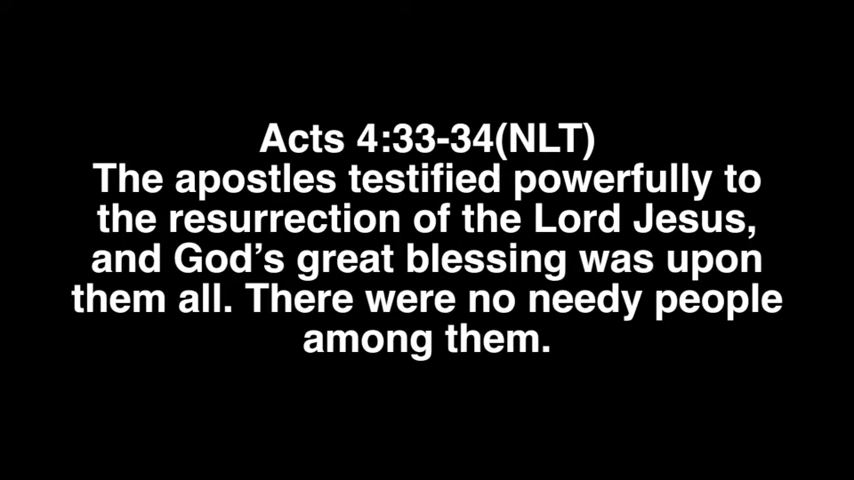 Acts 4:33-34(NLT)
The apostles testified powerfully to
the resurrection of the Lord Jesus,
and God’s great blessing was upon
them all. There were no needy people
among them.